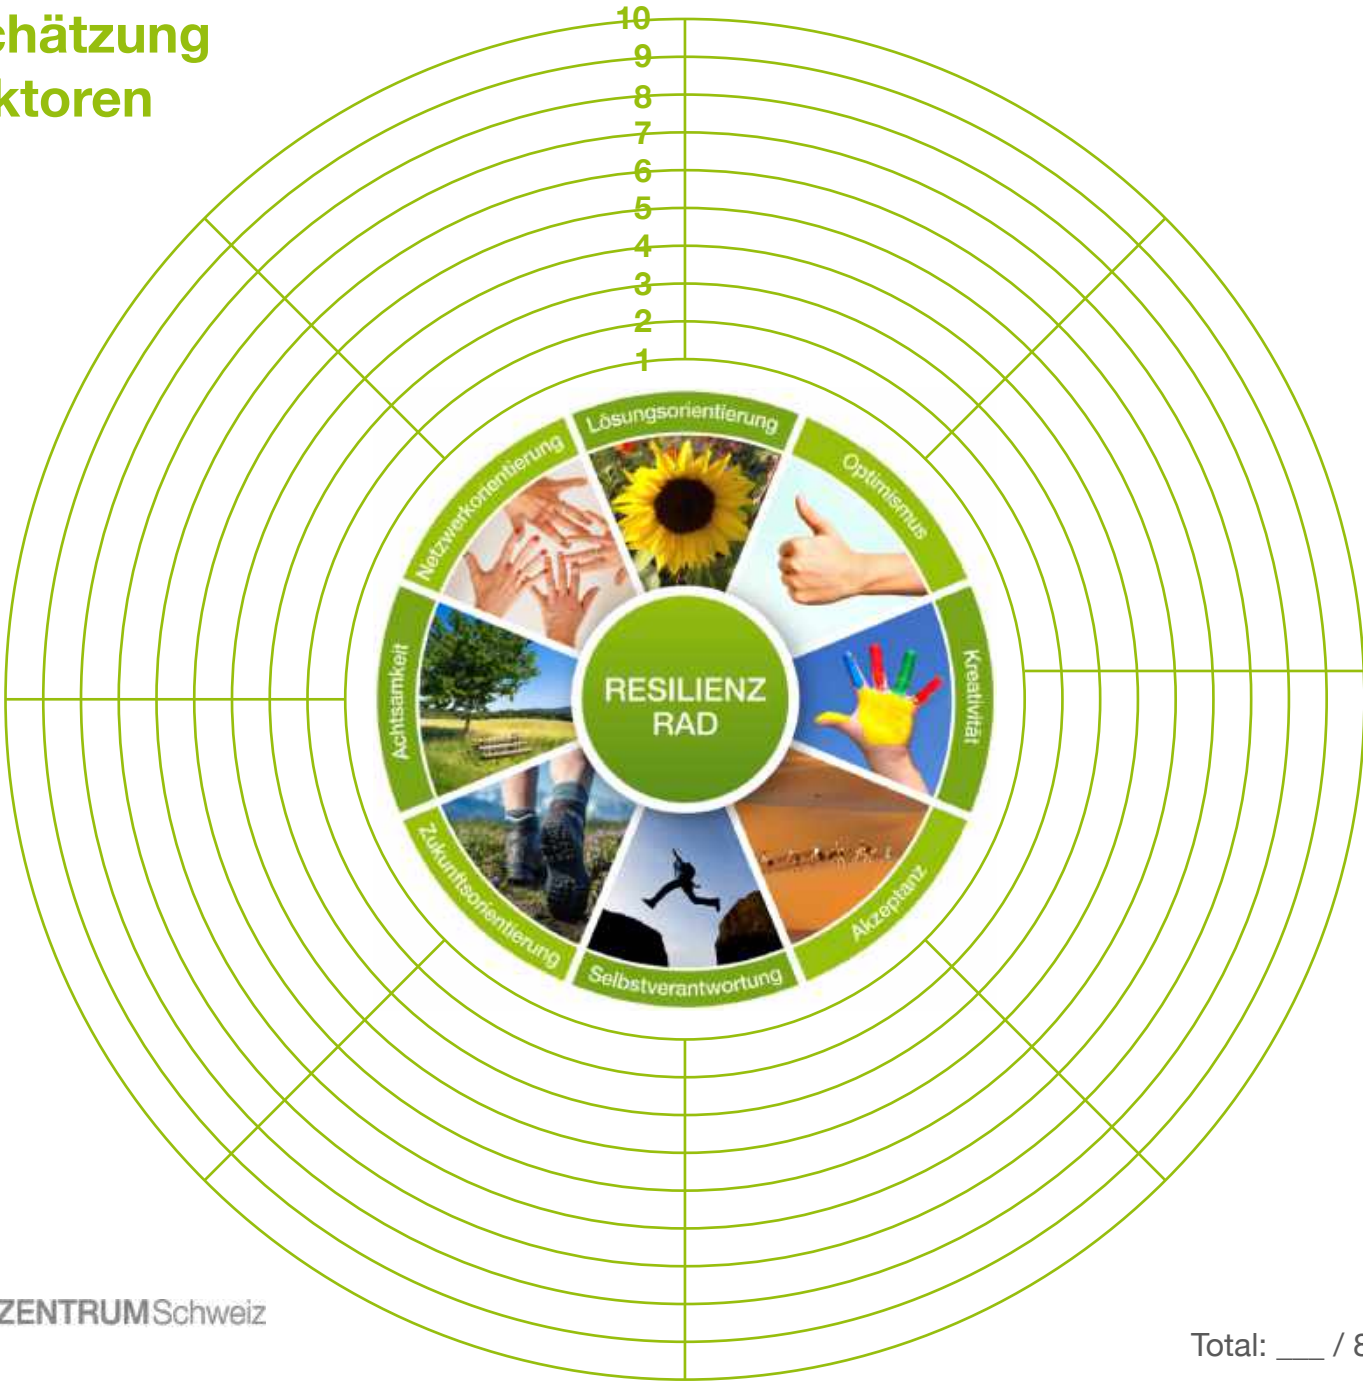 chätzung
ktoren
10
9
8
7
6
5
4
3
2
1
Lösungsorientierung
Optimismus
Kreativität
Akzeptanz
Selbstverantwortung
Zukunftsorientierung
Achtsamkeit
Netzwerkorientierung
RESILIENZ
RAD
ZENTRUMSchweiz
Total: ___ / 8